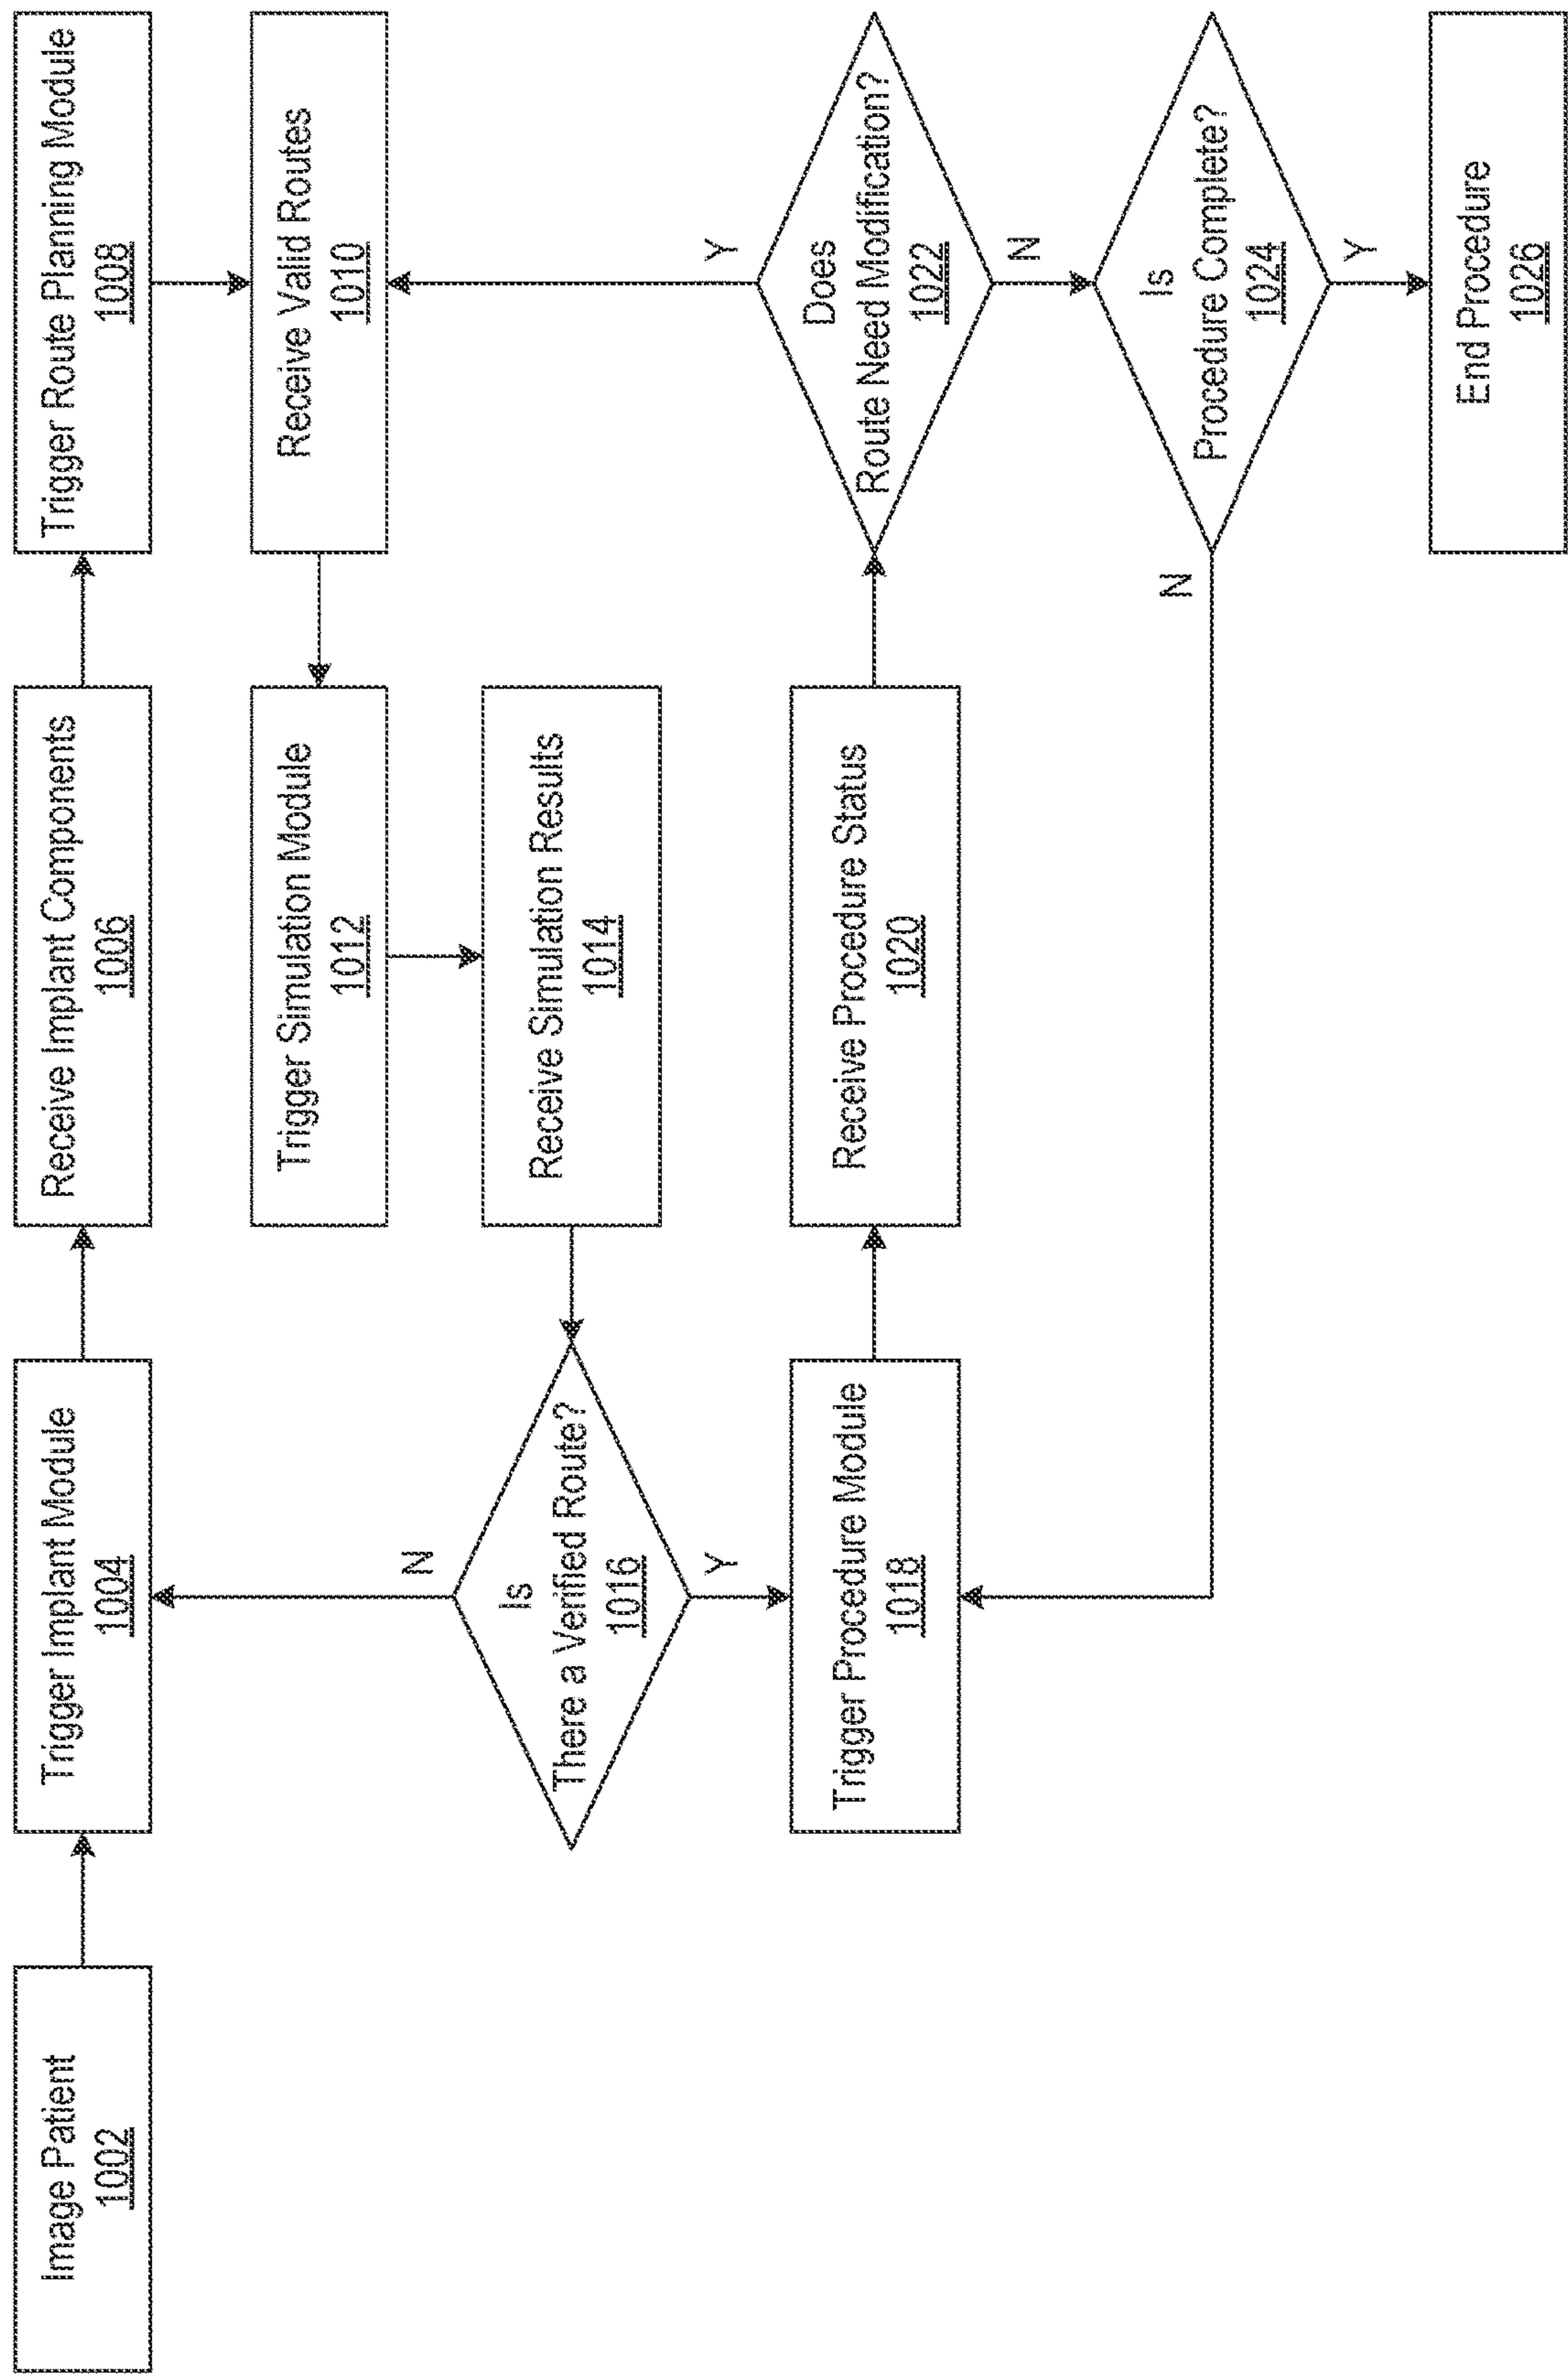 Image Patient
1002
Trigger Implant Module
1004
Receive Implant Components
1006
Trigger Route Planning Module
1008
Receive Valid Routes
1010
Trigger Simulation Module
1012
Receive Simulation Results
1014
Is
There a Verified Route?
1016
N
Y
Trigger Procedure Module
1018
Receive Procedure Status
1020
Does
Route Need Modification?
1022
Y
N
Is
Procedure Complete?
1024
N
Y
End Procedure
1026